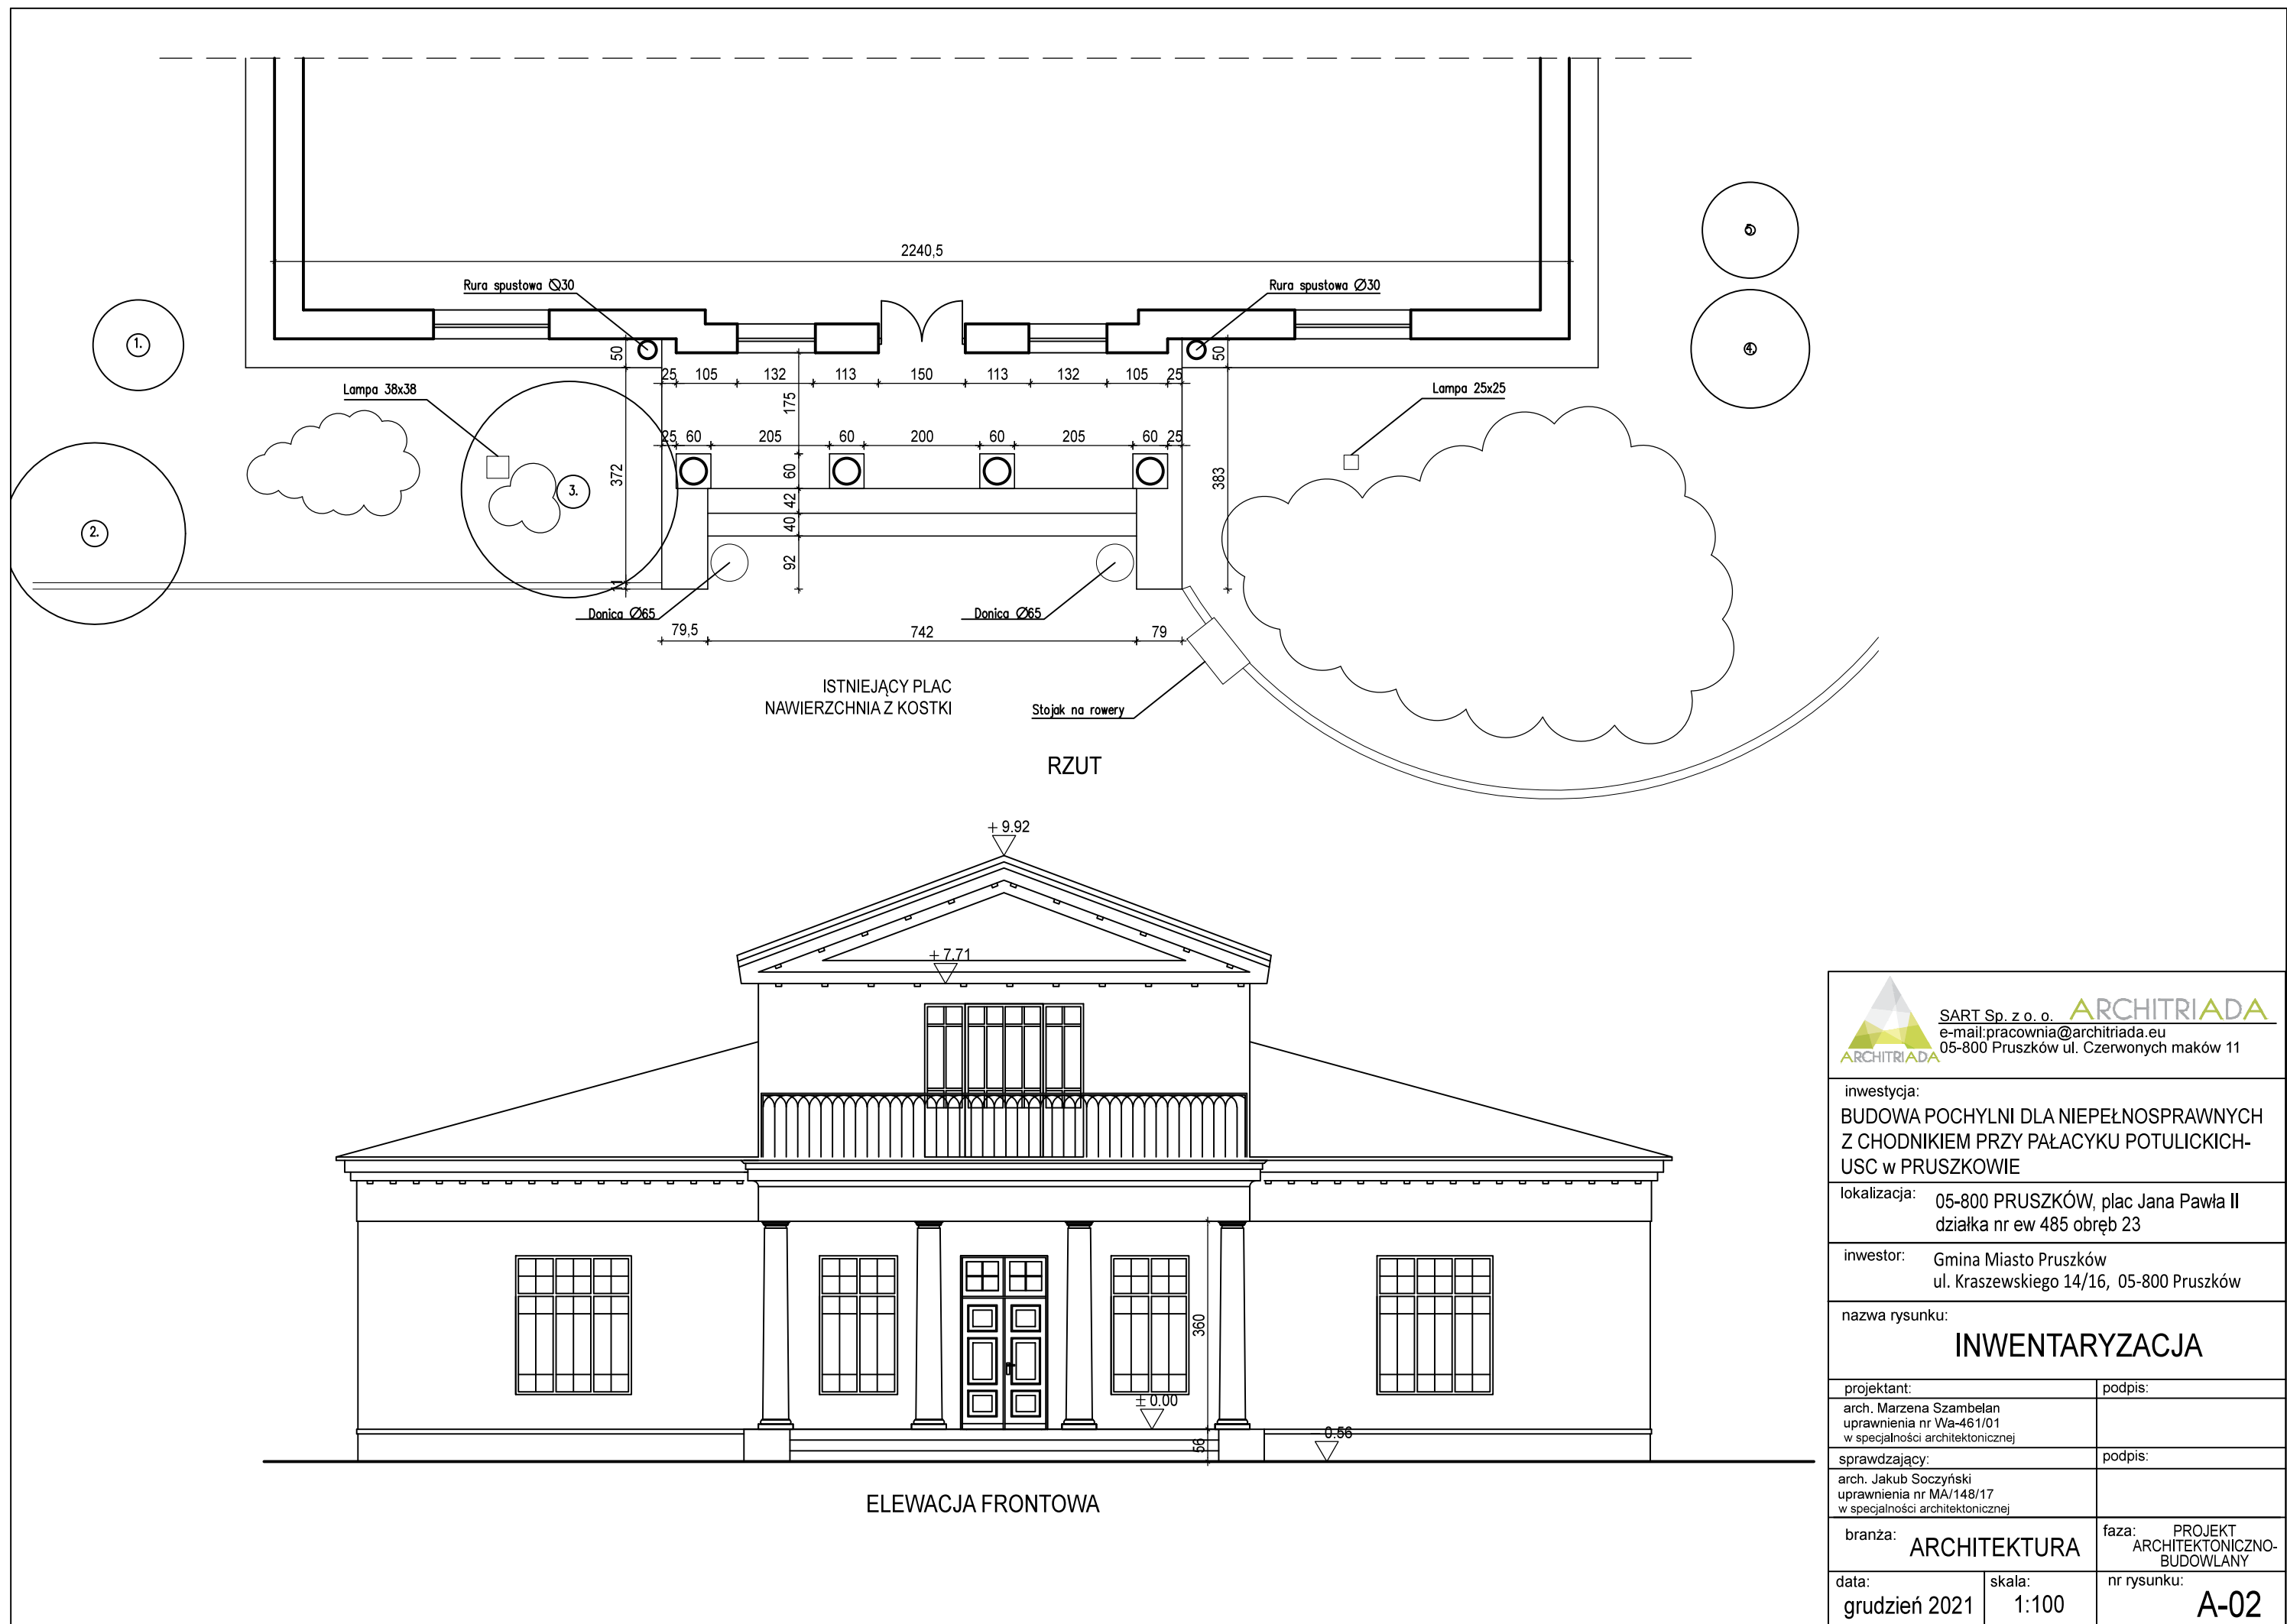 2240,5
Rura spustowa Ø30
Rura spustowa Ø30
5.
1.
4.
50
50
25 105 132 113 150 113 132 105 25
Lampa 38x38
Lampa 25x25
175
25 60 205 60 200 60 205 60 25
372
60
383
3.
42
2.
40
92
11
Donica Ø65
Donica Ø65
79,5 742 79
ISTNIEJĄCY PLAC
NAWIERZCHNIA Z KOSTKI
Stojak na rowery
RZUT
+ 9.92
+ 7.71
360
± 0.00
56
- 0.56
ELEWACJA FRONTOWA
SART Sp. z o. o. ARCHITRIADA
e-mail:pracownia@architriada.eu
05-800 Pruszków ul. Czerwonych maków 11
ARCHITRIADA
inwestycja:
BUDOWA POCHYLNI DLA NIEPEŁNOSPRAWNYCH
Z CHODNIKIEM PRZY PAŁACYKU POTULICKICH-
USC w PRUSZKOWIE
lokalizacja: 05-800 PRUSZKÓW, plac Jana Pawła II
działka nr ew 485 obręb 23
inwestor: Gmina Miasto Pruszków
ul. Kraszewskiego 14/16, 05-800 Pruszków
nazwa rysunku:
INWENTARYZACJA
projektant: podpis:
arch. Marzena Szambelan
uprawnienia nr Wa-461/01
w specjalności architektonicznej
sprawdzający: podpis:
arch. Jakub Soczyński
uprawnienia nr MA/148/17
w specjalności architektonicznej
branża: ARCHITEKTURA
faza: PROJEKT
ARCHITEKTONICZNO-
BUDOWLANY
data: grudzień 2021
skala: 1:100
nr rysunku: A-02